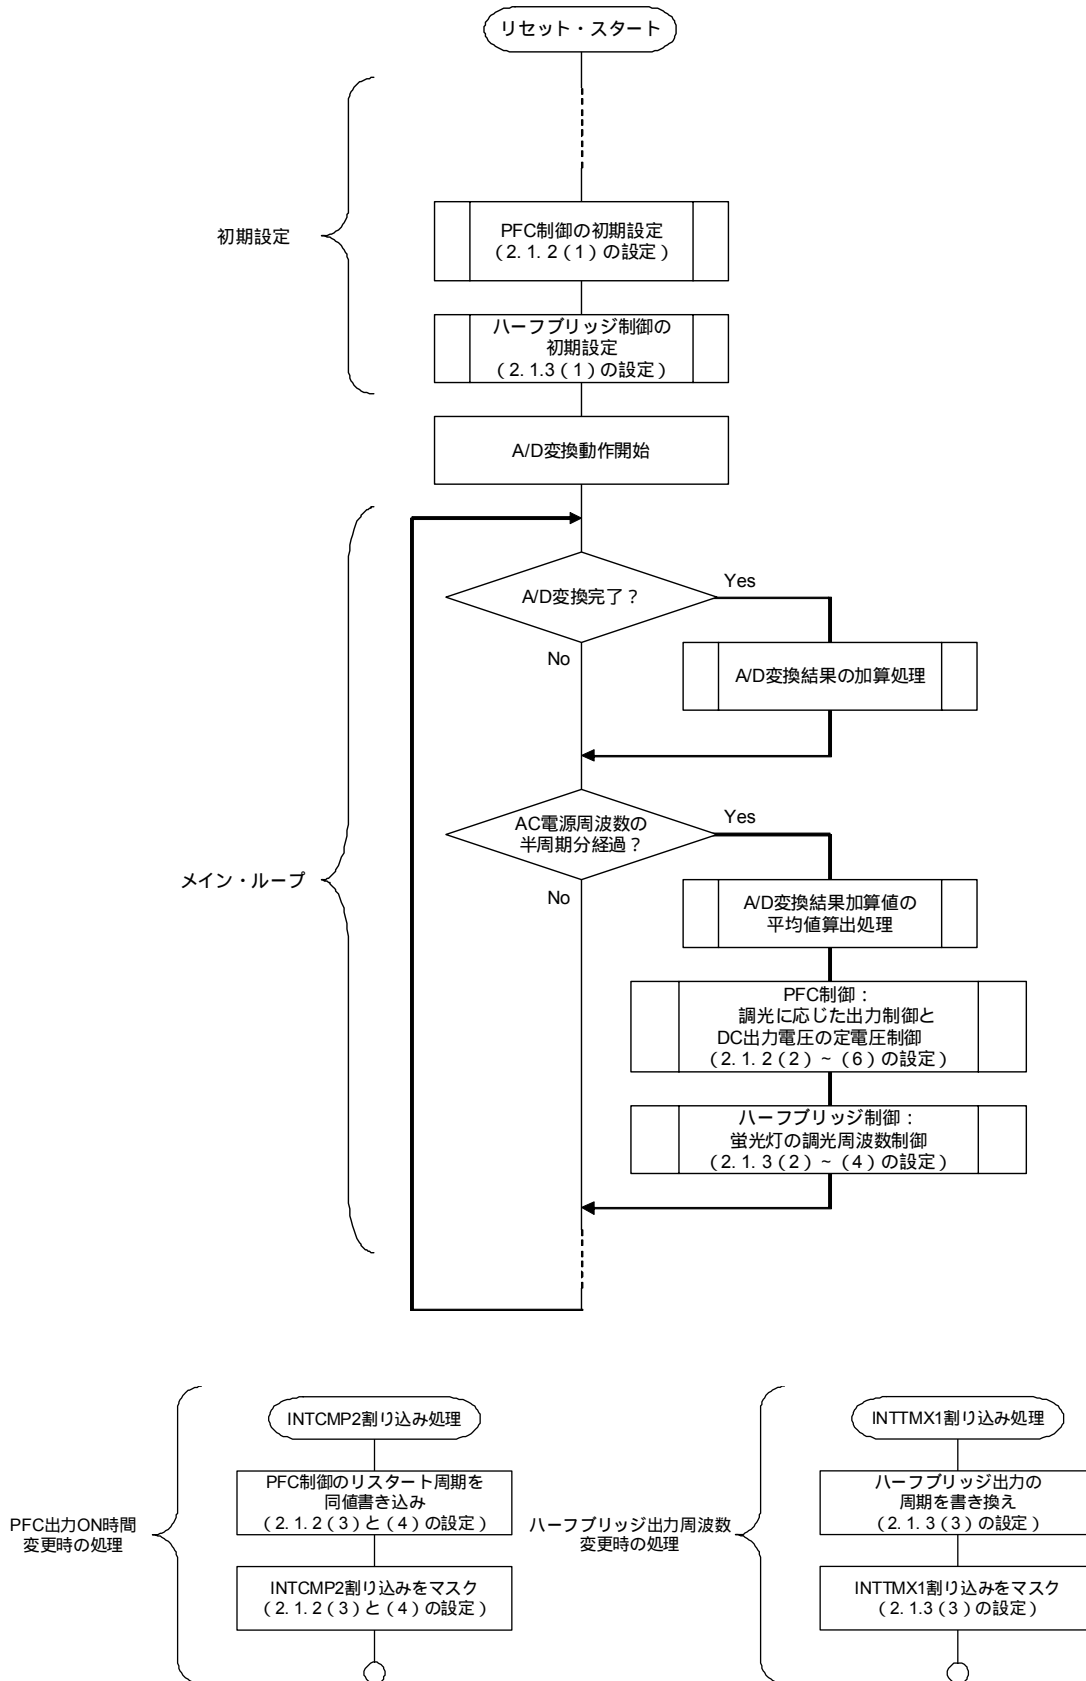 リセット・スタート
初期設定
PFC制御の初期設定
（2. 1. 2（1）の設定）
ハーフブリッジ制御の
初期設定
（2. 1.3（1）の設定）
A/D変換動作開始
メイン・ループ
A/D変換完了？
Yes
No
A/D変換結果の加算処理
AC電源周波数の
半周期分経過？
Yes
No
A/D変換結果加算値の
平均値算出処理
PFC制御：
調光に応じた出力制御と
DC出力電圧の定電圧制御
（2. 1. 2（2）~（6）の設定）
ハーフブリッジ制御：
蛍光灯の調光周波数制御
（2. 1. 3（2）~（4）の設定）
PFC出力ON時間
変更時の処理
INTCMP2割り込み処理
PFC制御のリスタート周期を
同値書き込み
（2. 1. 2（3）と（4）の設定）
INTCMP2割り込みをマスク
（2. 1. 2（3）と（4）の設定）
ハーフブリッジ出力周波数
変更時の処理
INTTMX1割り込み処理
ハーフブリッジ出力の
周期を書き換え
（2. 1. 3（3）の設定）
INTTMX1割り込みをマスク
（2. 1.3（3）の設定）